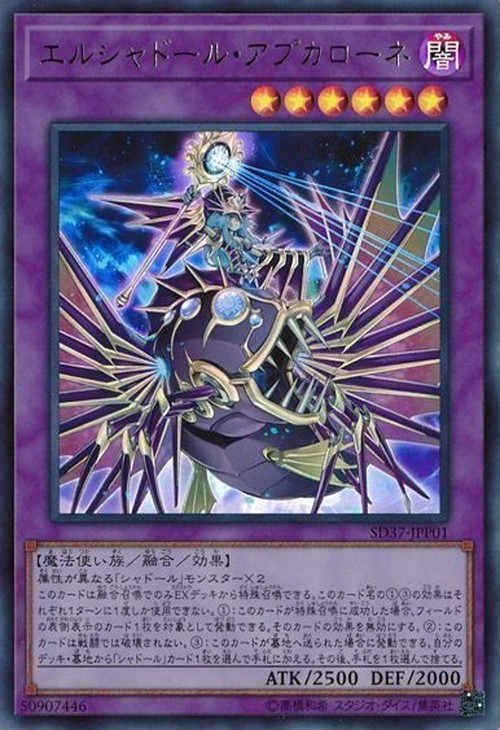 エルシャドール・アプカローネ
闇
やみ
SD37-JPP01
【魔法使い族/融合/効果】
属性が異なる「シャドール」モンスター×2
このカードは融合召喚でのみEXデッキから特殊召喚できる。このカード名の①③の効果はそ
れぞれ1ターンに1度しか使用できない。①:このカードが特殊召喚に成功した場合、フィールド
の表側表示のカード1枚を対象として発動できる。そのカードの効果を無効にする。②:この
カードは戦闘では破壊されない。③:このカードが墓地へ送られた場合に発動できる。自分の
デッキ・墓地から「シャドール」カード1枚を選んで手札に加える。その後、手札を1枚選んで捨てる。
ATK/2500 DEF/2000
50907446
©高橋和希 スタジオ・ダイス/集英社